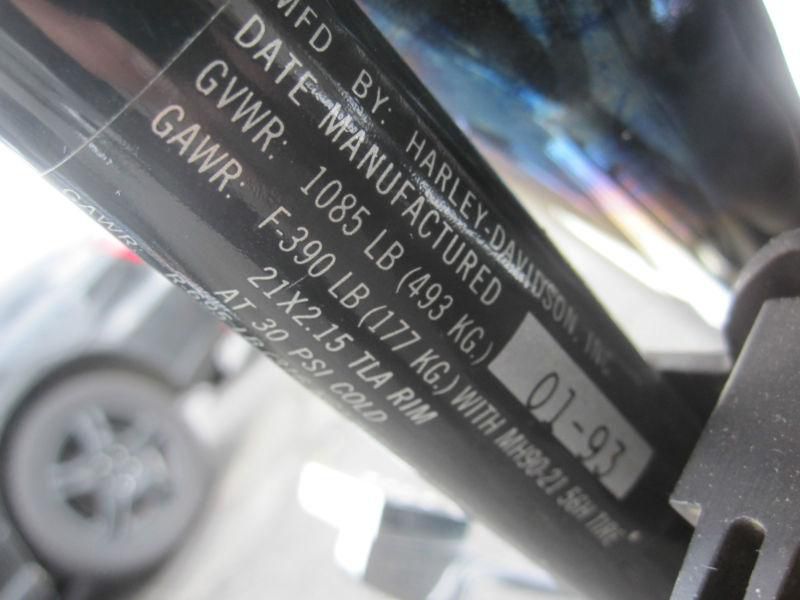 MFD BY: HARLEY-DAVIDSON, INC
DATE MANUFACTURED 01-93
GVWR: 1085 LB (493 KG.)
GAWR: F-390 LB (177 KG.) WITH MH90-21 56H TIRE
21X2.15 TLA RIM
AT 30 PSI COLD
GAWR: